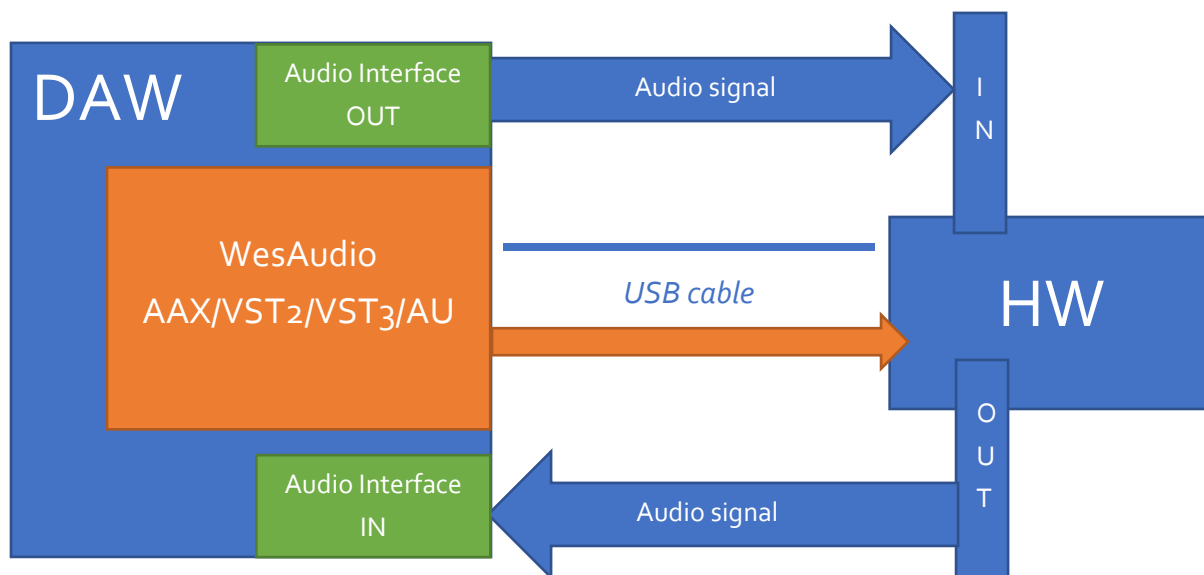 DAW
Audio Interface
OUT
Audio signal
I
N
WesAudio
AAX/VST2/VST3/AU
USB cable
HW
Audio Interface
IN
Audio signal
O
U
T